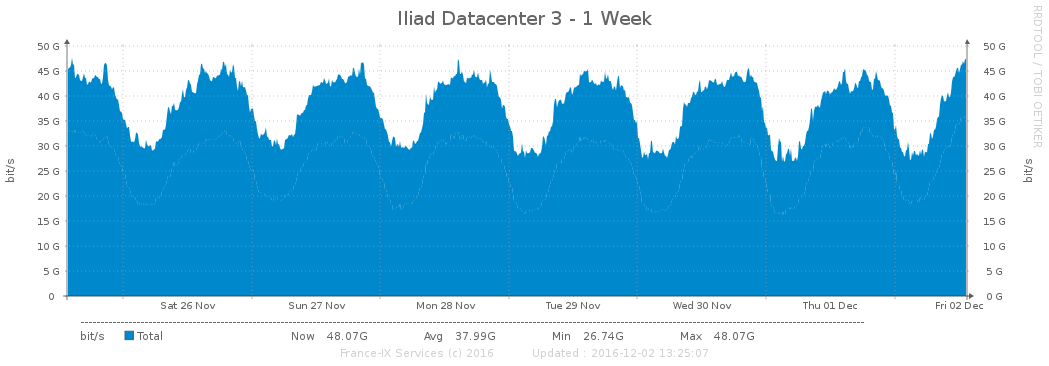 Iliad Datacenter 3 - 1 Week
RRDTOOL / TOBI OETIKER
50 G 50 G
45 G 45 G
40 G 40 G
35 G 35 G
30 G 30 G
25 G 25 G
20 G 20 G
15 G 15 G
10 G 10 G
5 G 5 G
0 0 G
bit/s bit/s
Sat 26 Nov Sun 27 Nov Mon 28 Nov Tue 29 Nov Wed 30 Nov Thu 01 Dec Fri 02 Dec
bit/s Total Now 48.07G Avg 37.99G Min 26.74G Max 48.07G
France-IX Services (c) 2016 Updated : 2016-12-02 13:25:07